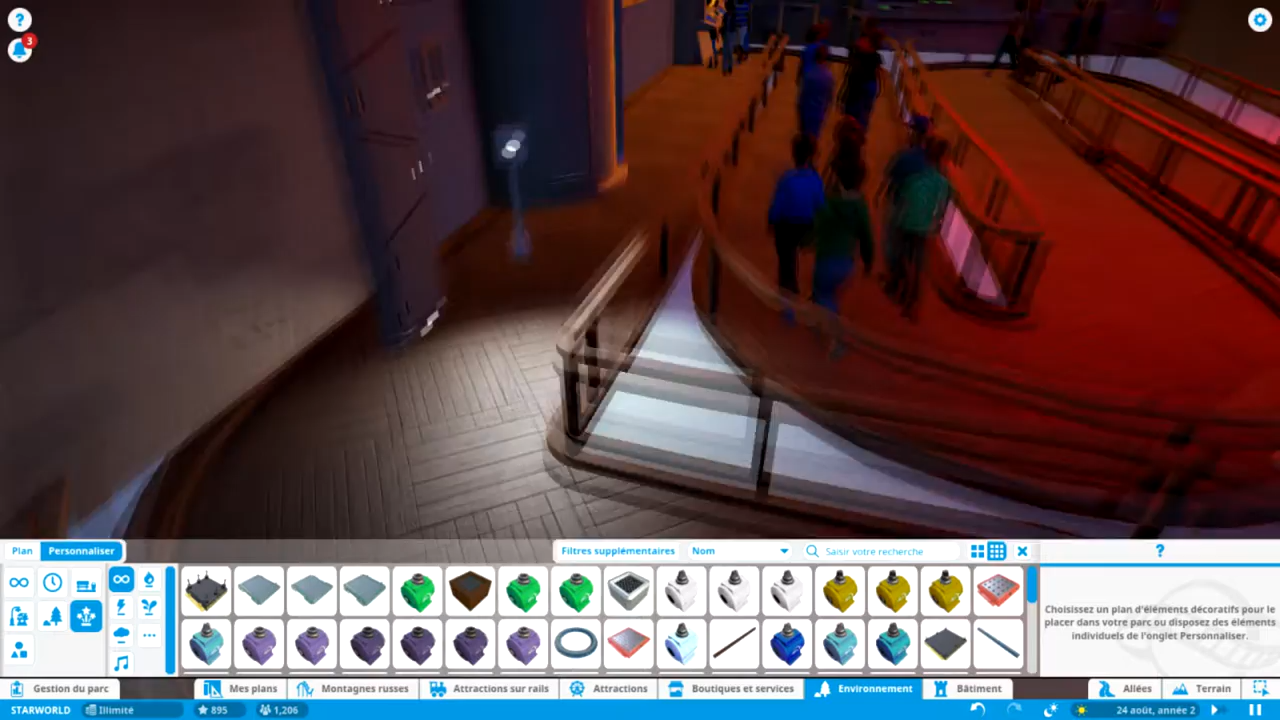 ?
3
Plan Personnaliser
Filtres supplémentaires Nom Saisir votre recherche
?
Choisissez un plan d'éléments décoratifs pour le
placer dans votre parc ou disposez des éléments
individuels de l'onglet Personnaliser.
Gestion du parc Mes plans Montagnes russes Attractions sur rails Attractions Boutiques et services Environnement Bâtiment Allées Terrain
STARWORLD Illimité 895 1,206 24 août, année 2